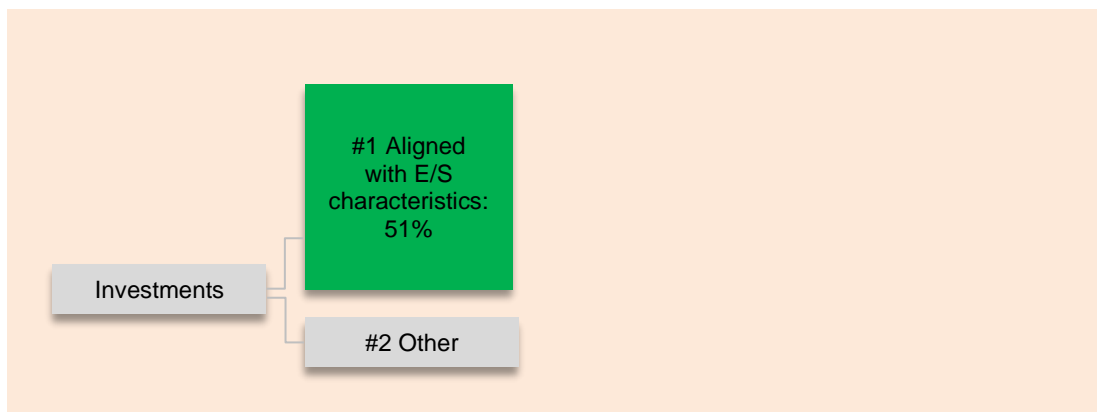 #1 Aligned
with E/S
characteristics:
51%
Investments
#2 Other